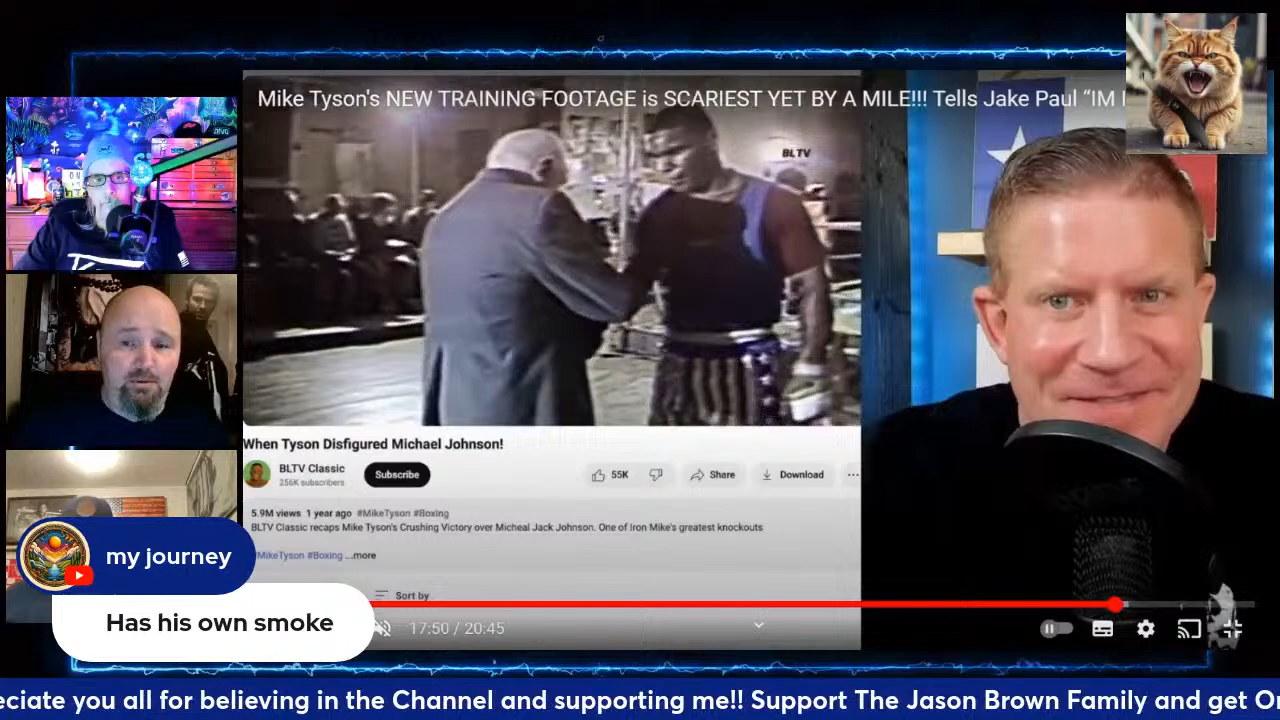 Mike Tyson's NEW TRAINING FOOTAGE is SCARIEST YET BY A MILE!!! Tells Jake Paul “IM
BLTV
When Tyson Disfigured Michael Johnson!
BLTV Classic
256K subscribers
Subscribe
55K
Share
Download
5.9M views 1 year ago #MikeTyson #Boxing
BLTV Classic recaps Mike Tyson's Crushing Victory over Micheal Jack Johnson. One of Iron Mike's greatest knockouts
#MikeTyson #Boxing ...more
Sort by
17:50 / 20:45
my journey
Has his own smoke
eciate you all for believing in the Channel and supporting me!! Support The Jason Brown Family and get O